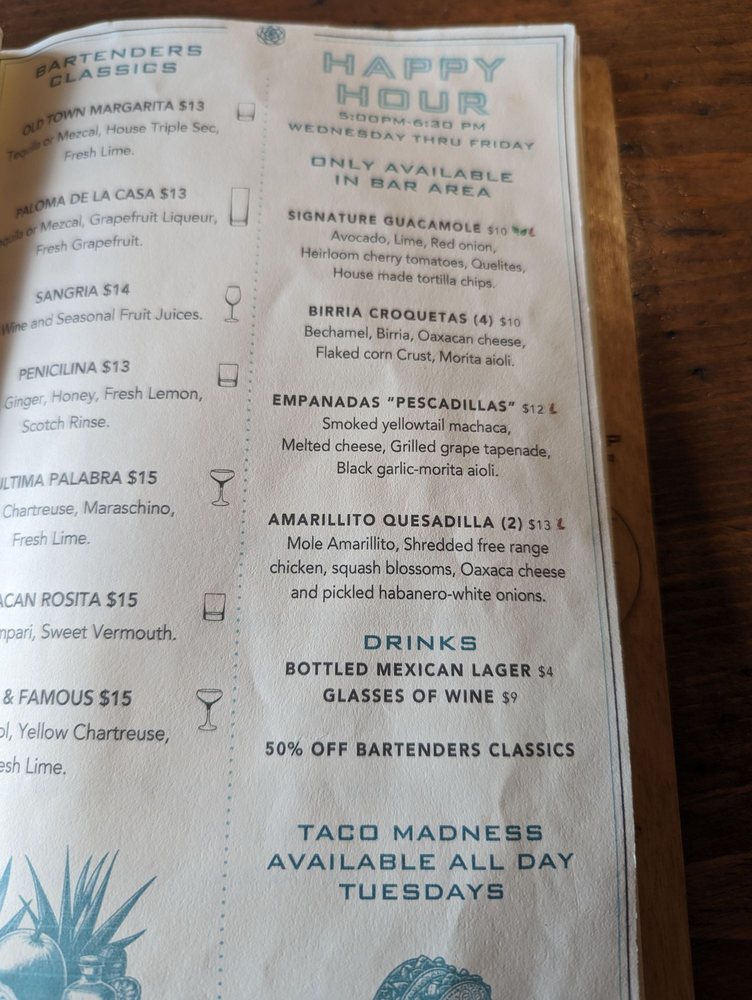 BARTENDERS
CLASSICS
OLD TOWN MARGARITA $13
Tequila or Mezcal, House Triple Sec,
Fresh Lime.
PALOMA DE LA CASA $13
or Mezcal, Grapefruit Liqueur,
Fresh Grapefruit.
SANGRIA $14
Wine and Seasonal Fruit Juices.
PENICILINA $13
Ginger, Honey, Fresh Lemon,
Scotch Rinse.
ULTIMA PALABRA $15
Chartreuse, Maraschino,
Fresh Lime.
ROSITA $15
Sweet Vermouth.
& FAMOUS $15
Yellow Chartreuse,
Lime.
HAPPY
HOUR
5:00PM-6:30 PM
WEDNESDAY THRU FRIDAY
ONLY AVAILABLE
IN BAR AREA
SIGNATURE GUACAMOLE $10
Avocado, Lime, Red onion,
Heirloom cherry tomatoes, Quelites,
House made tortilla chips.
BIRRIA CROQUETAS (4) $10
Bechamel, Birria, Oaxacan cheese,
Flaked corn Crust, Morita aioli.
EMPANADAS "PESCADILLAS" $12
Smoked yellowtail machaca,
Melted cheese, Grilled grape tapenade,
Black garlic-morita aioli.
AMARILLITO QUESADILLA (2) $13
Mole Amarillito, Shredded free range
chicken, squash blossoms, Oaxaca cheese
and pickled habanero-white onions.
DRINKS
BOTTLED MEXICAN LAGER $4
GLASSES OF WINE $9
50% OFF BARTENDERS CLASSICS
TACO MADNESS
AVAILABLE ALL DAY
TUESDAYS